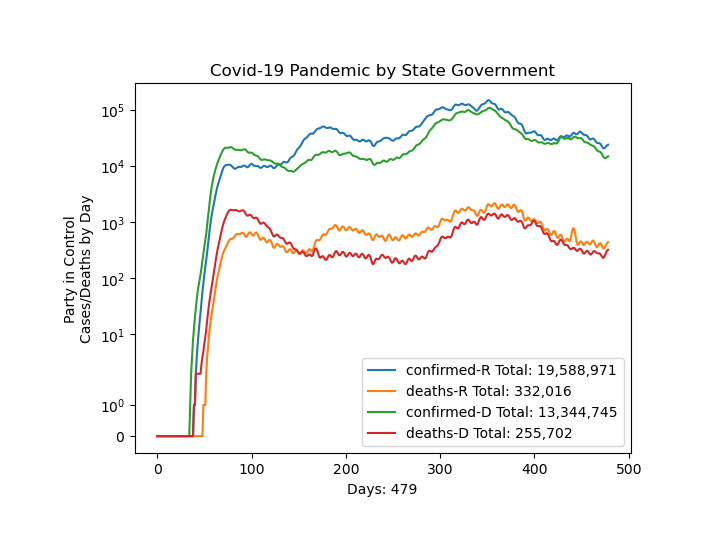 Covid-19 Pandemic by State Government
Party in Control
Cases/Deaths by Day
10^5
10^4
10^3
10^2
10^1
10^0
0
confirmed-R Total: 19,588,971
deaths-R Total: 332,016
confirmed-D Total: 13,344,745
deaths-D Total: 255,702
0 100 200 300 400 500
Days: 479